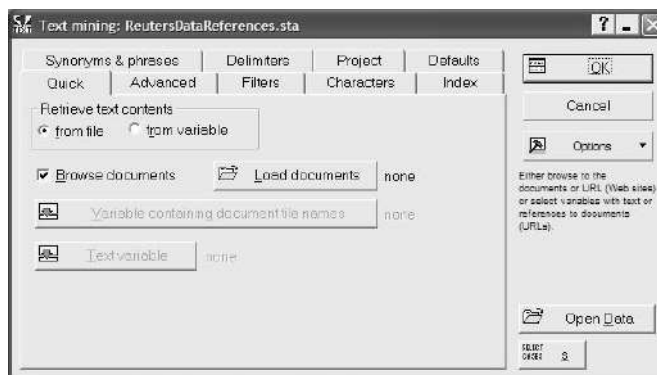 Text mining: ReutersDataReferences.sta
Synonyms & phrases Delimiters Project Defaults
Quick Advanced Filters Characters Index
Retrieve text contents
from file from variable
Browse documents Load documents none
Variable containing document file names none
Text variable none
OK
Cancel
Options
Either browse to the
documents or URL (Web sites)
or select variables with text or
references to documents
(URLs).
Open Data
SELECT
CASES S